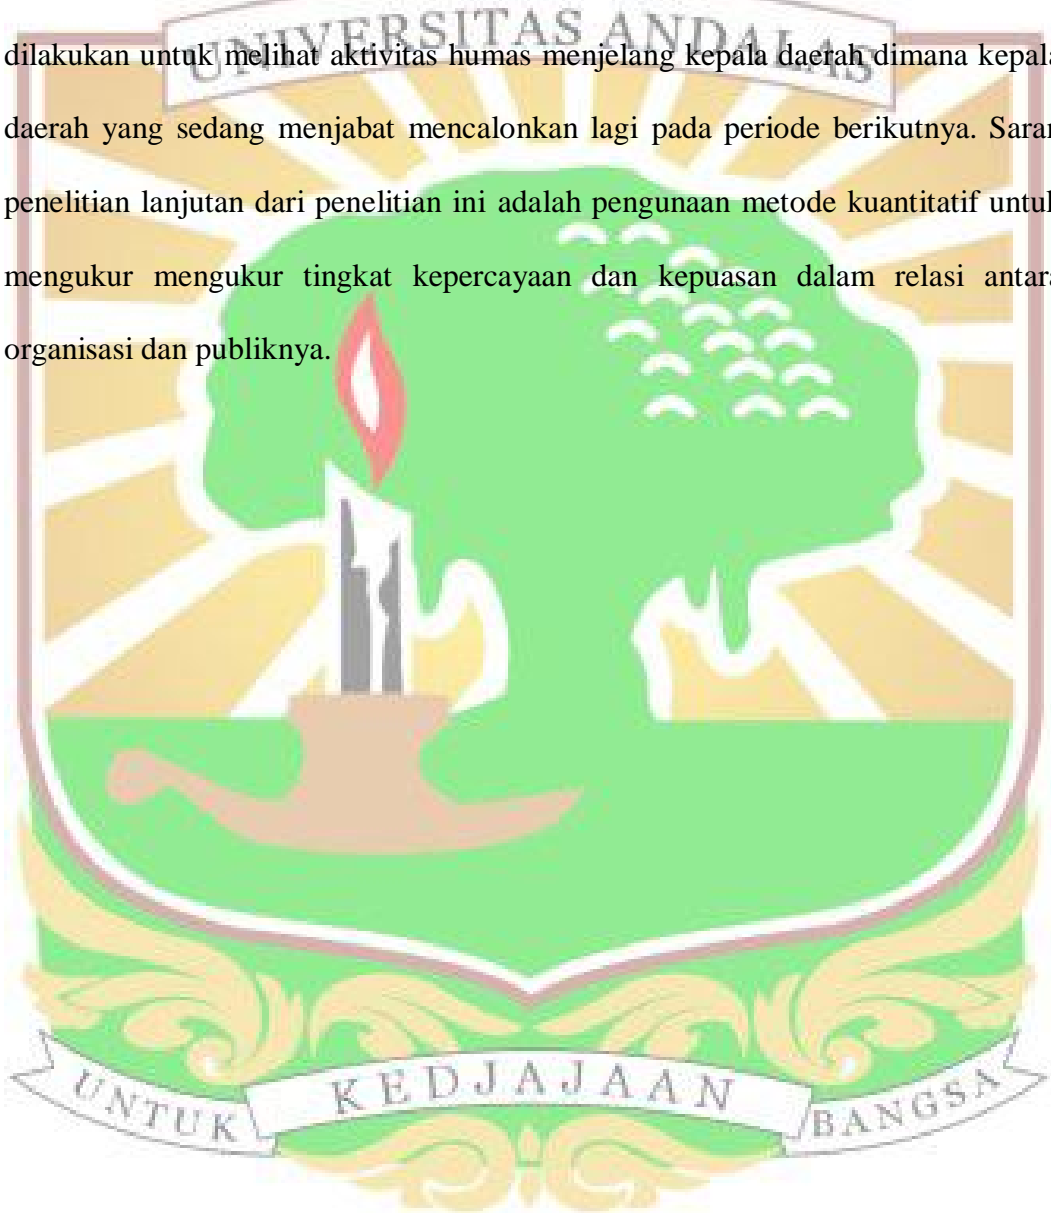 UNIVERSITAS ANDALAS
dilakukan untuk melihat aktivitas humas menjelang kepala daerah dimana kepala
daerah yang sedang menjabat mencalonkan lagi pada periode berikutnya. Saran
penelitian lanjutan dari penelitian ini adalah pengunaan metode kuantitatif untuk
mengukur mengukur tingkat kepercayaan dan kepuasan dalam relasi antara
organisasi dan publiknya.
UNTUK KEDJAJAAN BANGSA